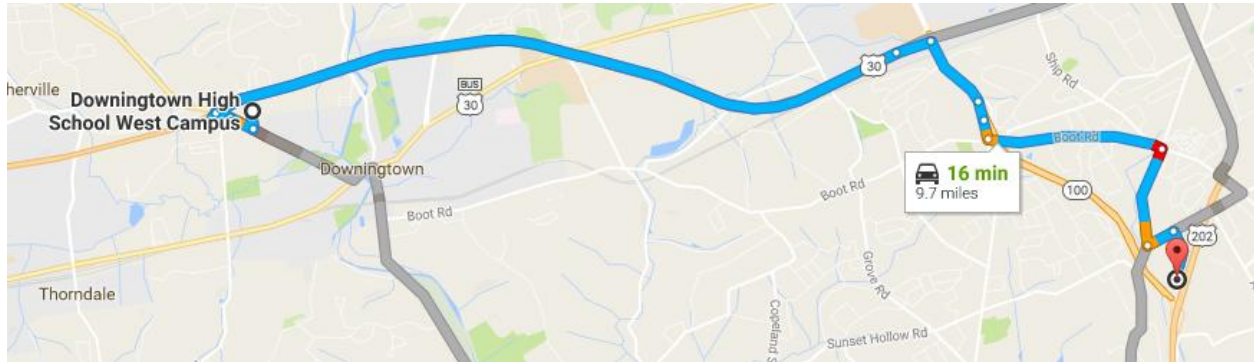 herville
Downingtown High
School West Campus
BUS
30
Downingtown
Thorndale
Boot Rd
30
Ship Rd
Boot Rd
16 min
9.7 miles
Boot Rd
100
202
Grove Rd
Copeland S
Sunset Hollow Rd